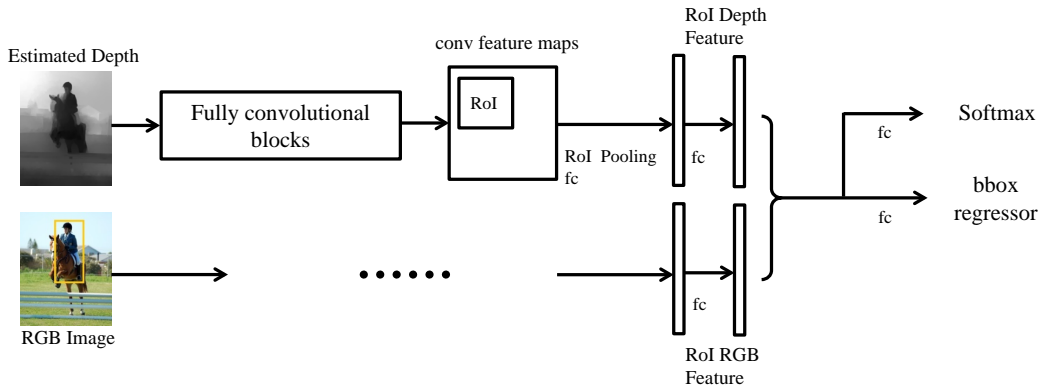 Estimated Depth
Fully convolutional
blocks
conv feature maps
RoI
RoI Pooling
fc
fc
RoI Depth
Feature
fc
Softmax
fc
bbox
regressor
RGB Image
fc
RoI RGB
Feature